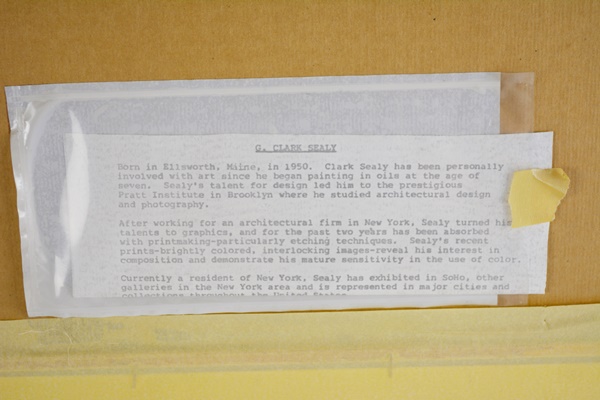 G. CLARK SEALY
Born in Ellsworth, Maine, in 1950. Clark Sealy has been personally
involved with art since he began painting in oils at the age of
seven. Sealy's talent for design led him to the prestigious
Pratt Institute in Brooklyn where he studied architectural design
and photography.
After working for an architectural firm in New York, Sealy turned his
talents to graphics, and for the past two years has been absorbed
with printmaking-particularly etching techniques. Sealy's recent
prints-brightly colored, interlocking images-reveal his interest in
composition and demonstrate his mature sensitivity in the use of color.
Currently a resident of New York, Sealy has exhibited in SoHo, other
galleries in the New York area and is represented in major cities and
collections throughout the United States.